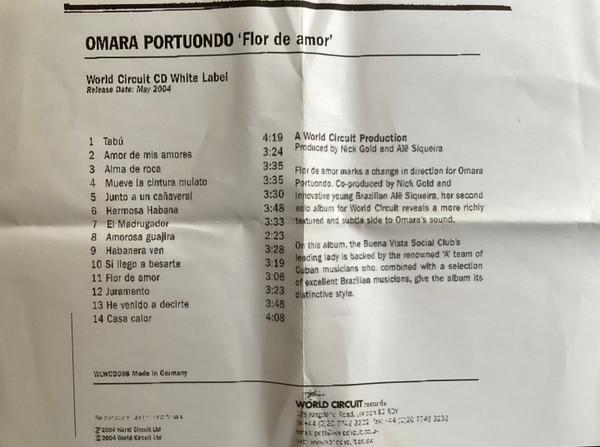 OMARA PORTUONDO 'Flor de amor'
World Circuit CD White Label
Release Date: May 2004
1 Tabú 4:19
2 Amor de mis amores 3:24
3 Alma de roca 3:35
4 Mueve la cintura mulato 3:35
5 Junto a un cañaveral 3:30
6 Hermosa Habana 3:48
7 El Madrugador 3:33
8 Amorosa guajira 2:23
9 Habanera ven 3:28
10 Si llego a besarte 3:19
11 Flor de amor 3:06
12 Juramento 3:23
13 He venido a decirte 3:48
14 Casa calor 4:08
A World Circuit Production
Produced by Nick Gold and Alê Siqueira
Flor de amor marks a change in direction for Omara
Portuondo. Co-produced by Nick Gold and
innovative young Brazilian Alê Siqueira, her second
solo album for World Circuit reveals a more richly
textured and subtle side to Omara's sound.
On this album, the Buena Vista Social Club's
leading lady is backed by the renowned 'A' team of
Cuban musicians who, combined with a selection
of excellent Brazilian musicians, give the album its
distinctive style.
WLWCD068 Made in Germany
℗2004 World Circuit Ltd
©2004 World Circuit Ltd
WORLD CIRCUIT records
Road, London E2